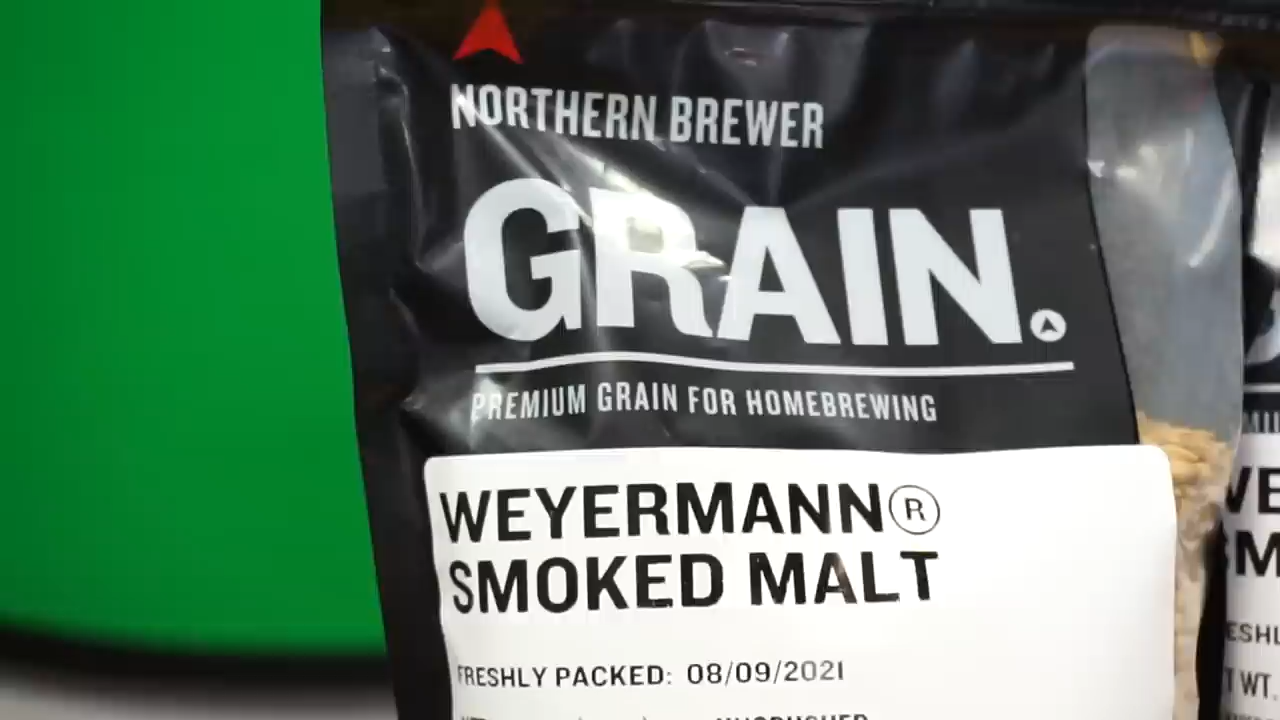 NORTHERN BREWER
GRAIN.
PREMIUM GRAIN FOR HOMEBREWING
WEYERMANN®
SMOKED MALT
FRESHLY PACKED: 08/09/2021